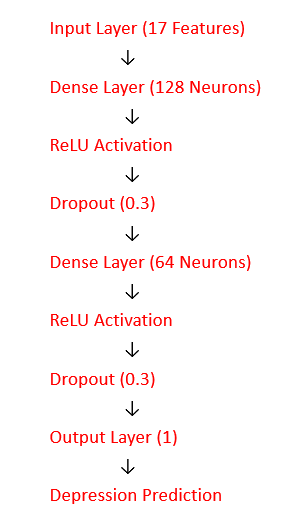 Input Layer (17 Features)
↓
Dense Layer (128 Neurons)
↓
ReLU Activation
↓
Dropout (0.3)
↓
Dense Layer (64 Neurons)
↓
ReLU Activation
↓
Dropout (0.3)
↓
Output Layer (1)
↓
Depression Prediction